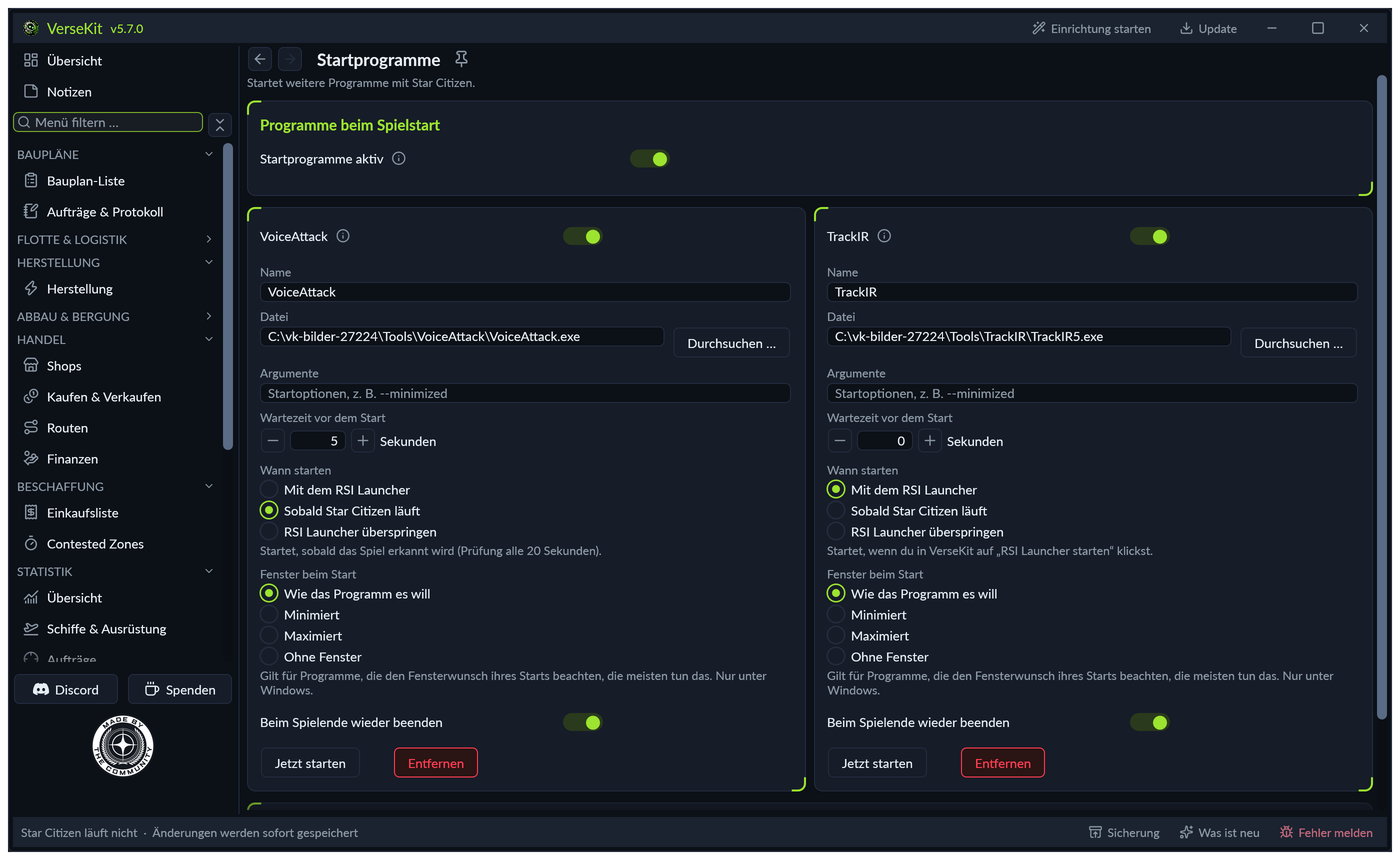 VerseKit v5.7.0
Einrichtung starten
Update
Übersicht
Notizen
Menü filtern ...
BAUPLÄNE
Bauplan-Liste
Aufträge & Protokoll
FLOTTE & LOGISTIK
HERSTELLUNG
Herstellung
ABBAU & BERGUNG
HANDEL
Shops
Kaufen & Verkaufen
Routen
Finanzen
BESCHAFFUNG
Einkaufsliste
Contested Zones
STATISTIK
Übersicht
Schiffe & Ausrüstung
Aufträge
Discord
Spenden
MADE BY
THE COMMUNITY
Startprogramme
Startet weitere Programme mit Star Citizen.
Programme beim Spielstart
Startprogramme aktiv
VoiceAttack
Name
VoiceAttack
Datei
C:\vk-bilder-27224\Tools\VoiceAttack\VoiceAttack.exe
Durchsuchen ...
Argumente
Startoptionen, z. B. --minimized
Wartezeit vor dem Start
5 Sekunden
Wann starten
Mit dem RSI Launcher
Sobald Star Citizen läuft
RSI Launcher überspringen
Startet, sobald das Spiel erkannt wird (Prüfung alle 20 Sekunden).
Fenster beim Start
Wie das Programm es will
Minimiert
Maximiert
Ohne Fenster
Gilt für Programme, die den Fensterwunsch ihres Starts beachten, die meisten tun das. Nur unter
Windows.
Beim Spielende wieder beenden
Jetzt starten
Entfernen
TrackIR
Name
TrackIR
Datei
C:\vk-bilder-27224\Tools\TrackIR\TrackIR5.exe
Durchsuchen ...
Argumente
Startoptionen, z. B. --minimized
Wartezeit vor dem Start
0 Sekunden
Wann starten
Mit dem RSI Launcher
Sobald Star Citizen läuft
RSI Launcher überspringen
Startet, wenn du in VerseKit auf „RSI Launcher starten“ klickst.
Fenster beim Start
Wie das Programm es will
Minimiert
Maximiert
Ohne Fenster
Gilt für Programme, die den Fensterwunsch ihres Starts beachten, die meisten tun das. Nur unter
Windows.
Beim Spielende wieder beenden
Jetzt starten
Entfernen
Star Citizen läuft nicht · Änderungen werden sofort gespeichert
Sicherung
Was ist neu
Fehler melden